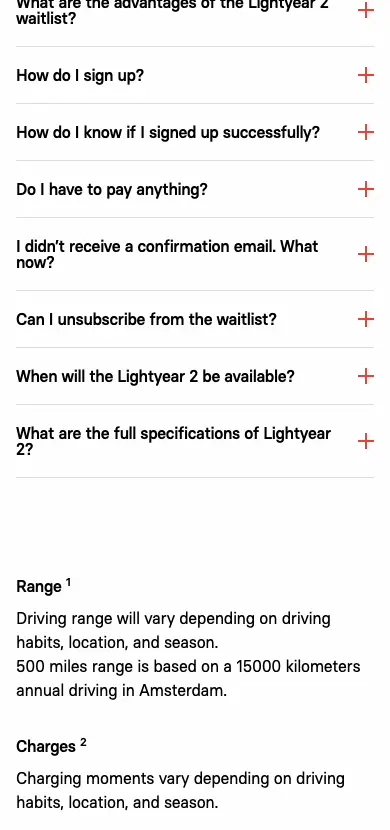 What are the advantages of the Lightyear 2
waitlist?
How do I sign up?
How do I know if I signed up successfully?
Do I have to pay anything?
I didn’t receive a confirmation email. What
now?
Can I unsubscribe from the waitlist?
When will the Lightyear 2 be available?
What are the full specifications of Lightyear
2?
Range 1
Driving range will vary depending on driving
habits, location, and season.
500 miles range is based on a 15000 kilometers
annual driving in Amsterdam.
Charges 2
Charging moments vary depending on driving
habits, location, and season.